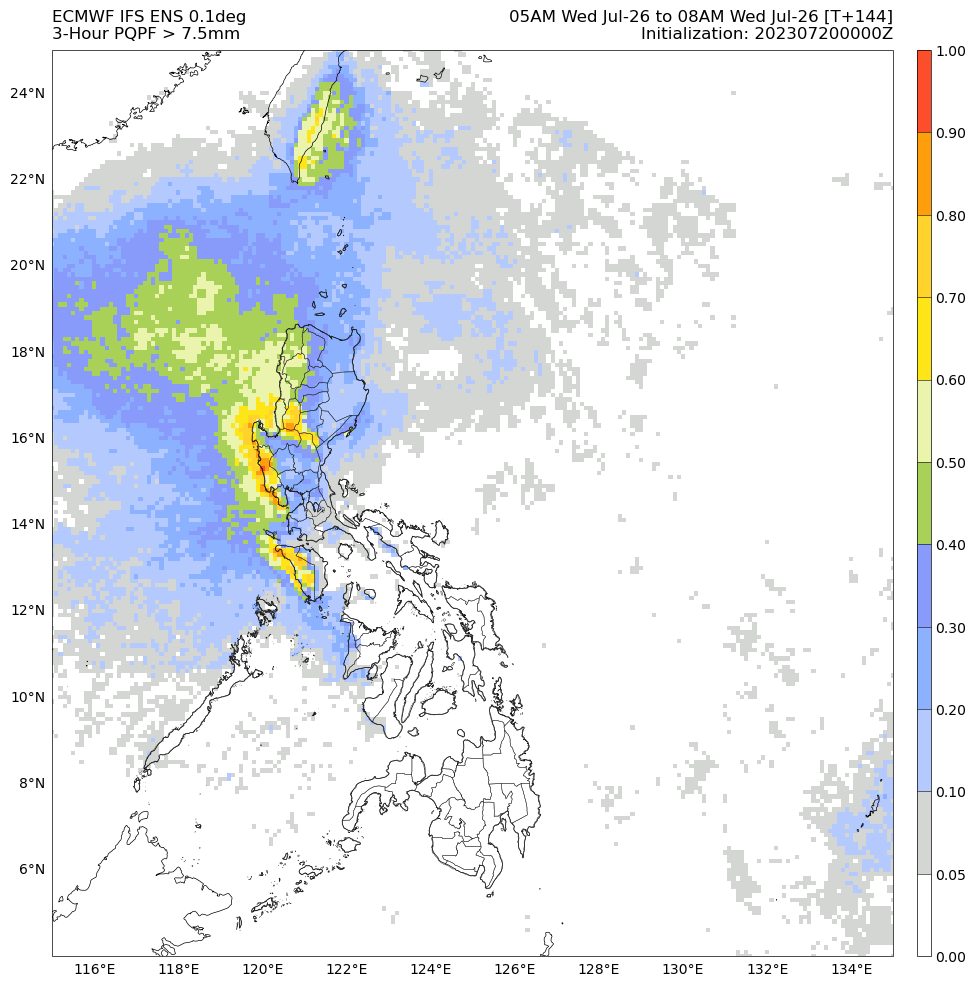 ECMWF IFS ENS 0.1deg
3-Hour PQPF > 7.5mm
05AM Wed Jul-26 to 08AM Wed Jul-26 [T+144]
Initialization: 202307200000Z
24°N
22°N
20°N
18°N
16°N
14°N
12°N
10°N
8°N
6°N
116°E
118°E
120°E
122°E
124°E
126°E
128°E
130°E
132°E
134°E
1.00
0.90
0.80
0.70
0.60
0.50
0.40
0.30
0.20
0.10
0.05
0.00